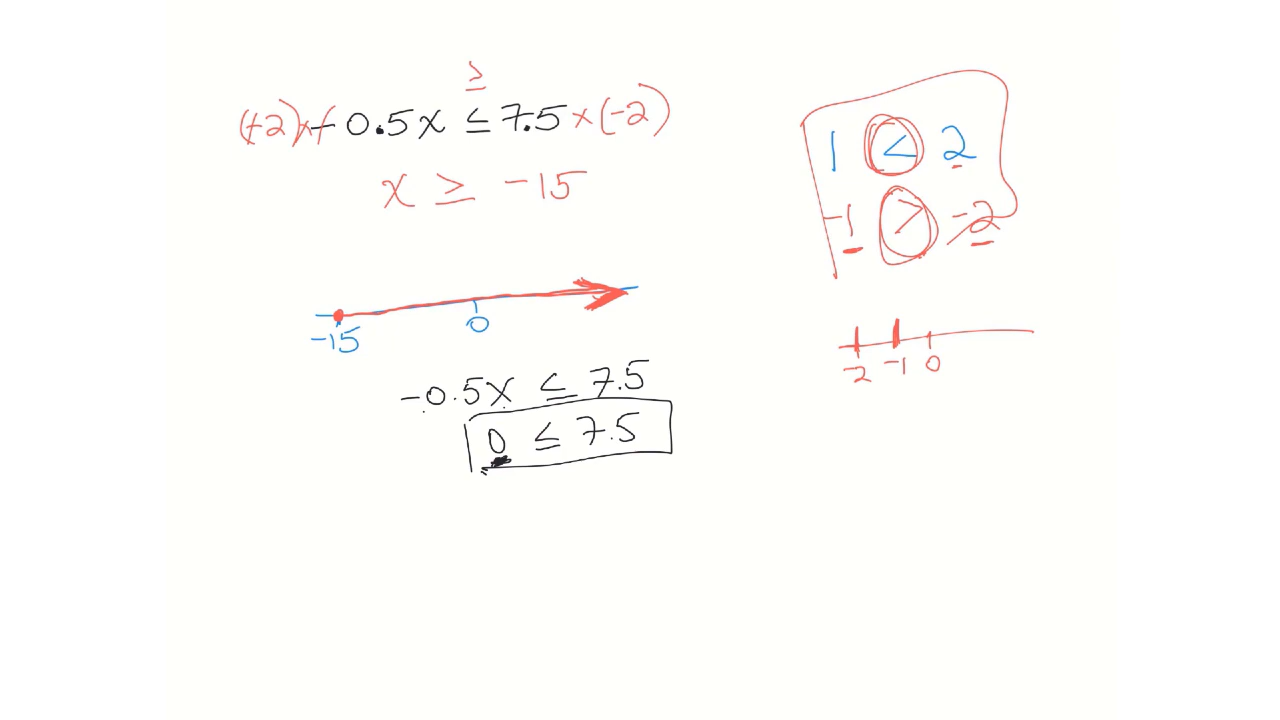 ≥
(-2)x(-0.5x ≤ 7.5 x(-2)
x ≥ -15
-15 0
-0.5x ≤ 7.5
0 ≤ 7.5
1 < 2
-1 > -2
-2 -1 0